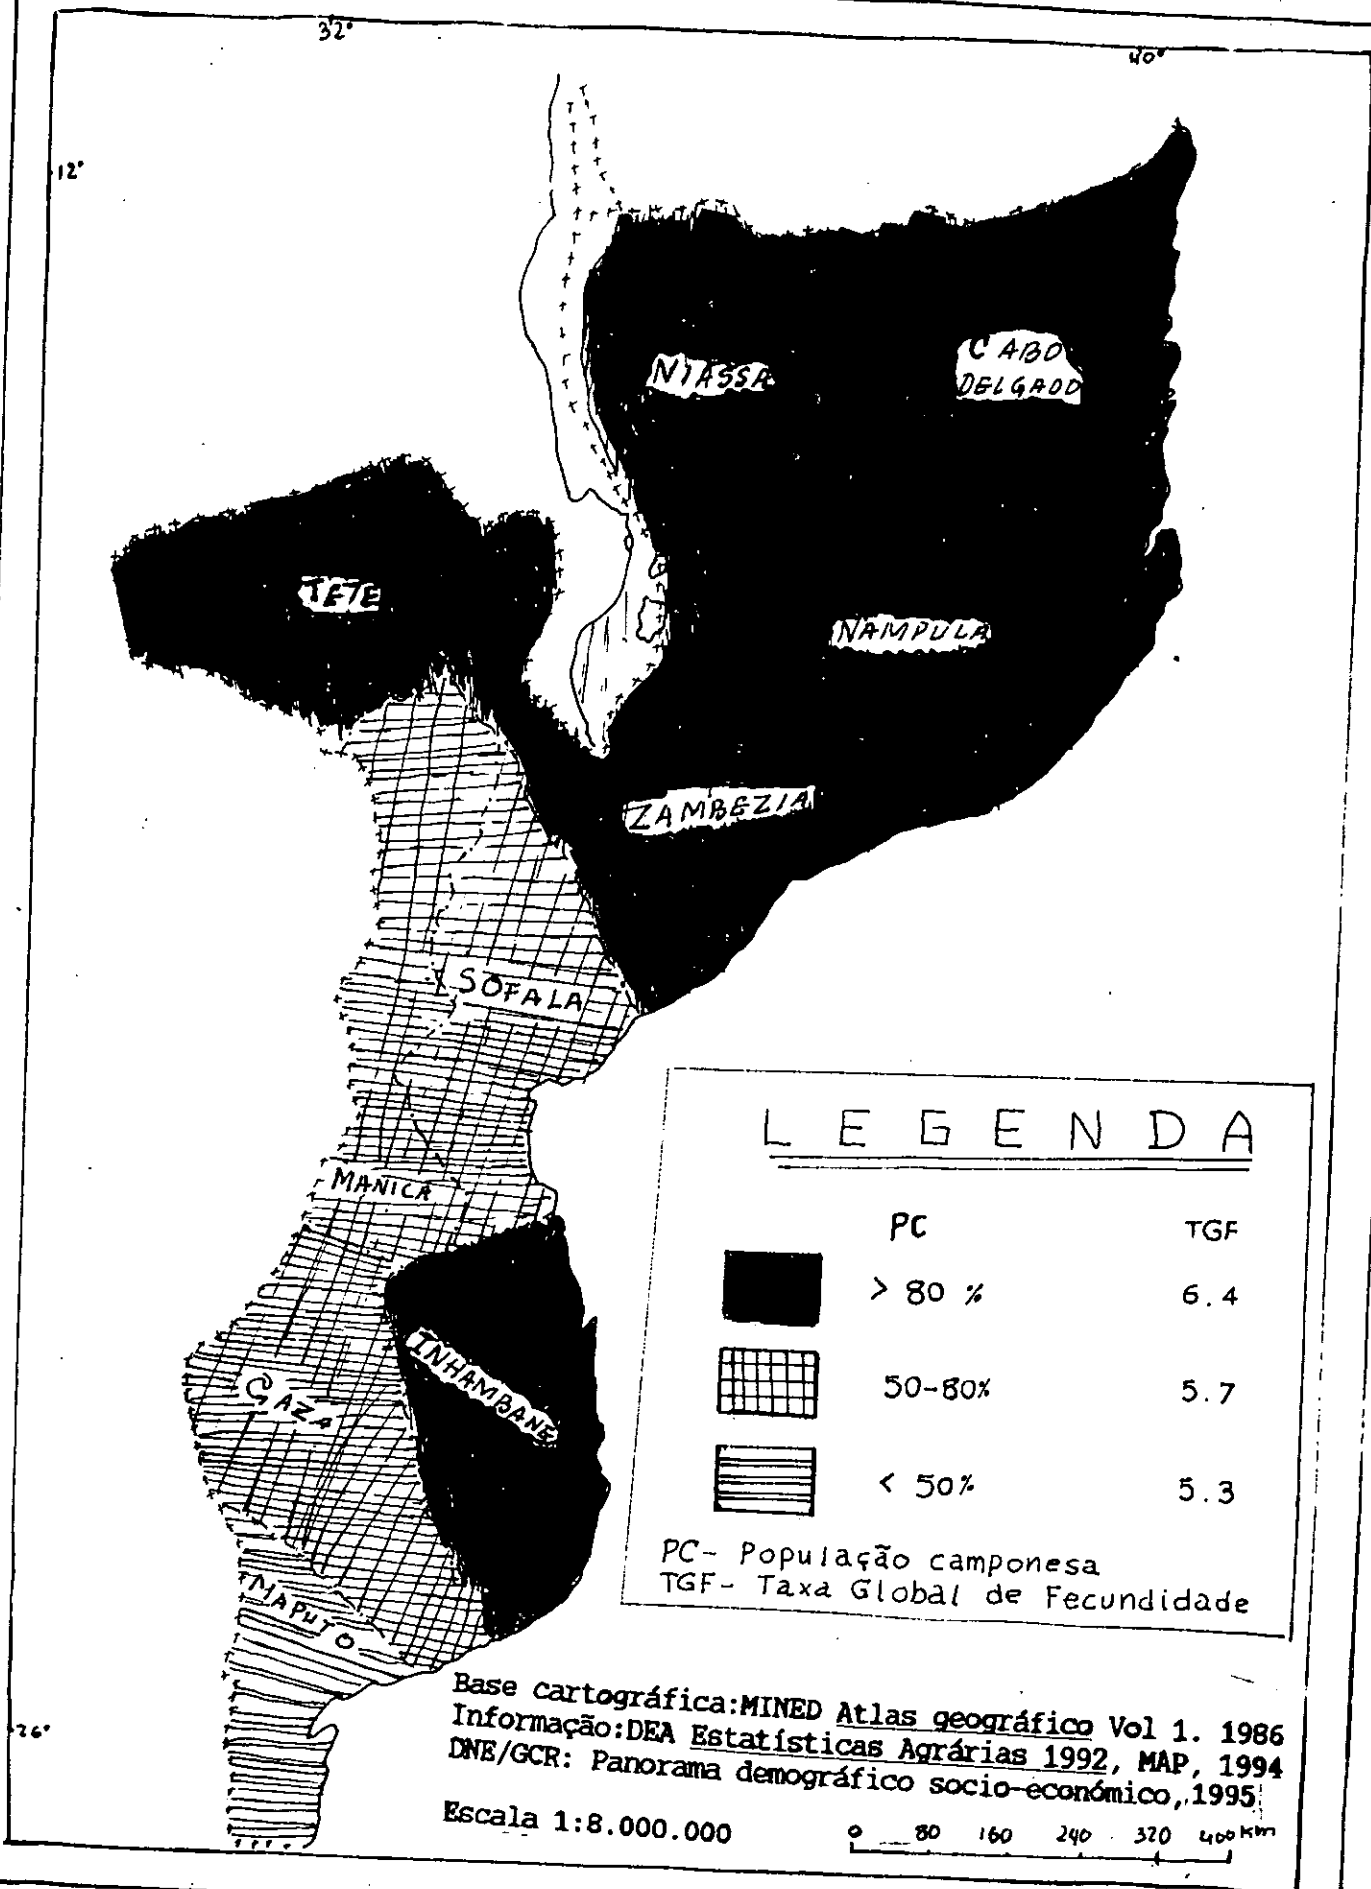 32°
40°
12°
NIASSA
CABO
DELGADO
TETE
NAMPULA
ZAMBEZIA
SOFALA
MANICA
INHAMBANE
GAZA
MAPUTO
26°
LEGENDA
PC TGF
> 80 % 6.4
50-80% 5.7
< 50% 5.3
PC- População camponesa
TGF- Taxa Global de Fecundidade
Base cartográfica:MINED Atlas geográfico Vol 1. 1986
Informação:DEA Estatísticas Agrárias 1992, MAP, 1994
DNE/GCR: Panorama demográfico socio-económico, 1995
Escala 1:8.000.000
0 80 160 240 320 400 Km